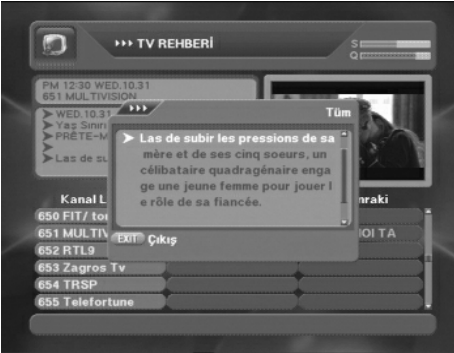 TV REHBERİ
S
Q
PM 12:30 WED.10.31
651 MULTIVISION
WED.10.31
Yaş Sınırı
PRÊTE-M
Las de su
Tüm
Las de subir les pressions de sa
mère et de ses cinq soeurs, un
célibataire quadragénaire enga
ge une jeune femme pour jouer l
e rôle de sa fiancée.
EXIT Çıkış
Kanal L nraki
650 FIT/ tou
651 MULTIV OI TA
652 RTL9
653 Zagros Tv
654 TRSP
655 Telefortune